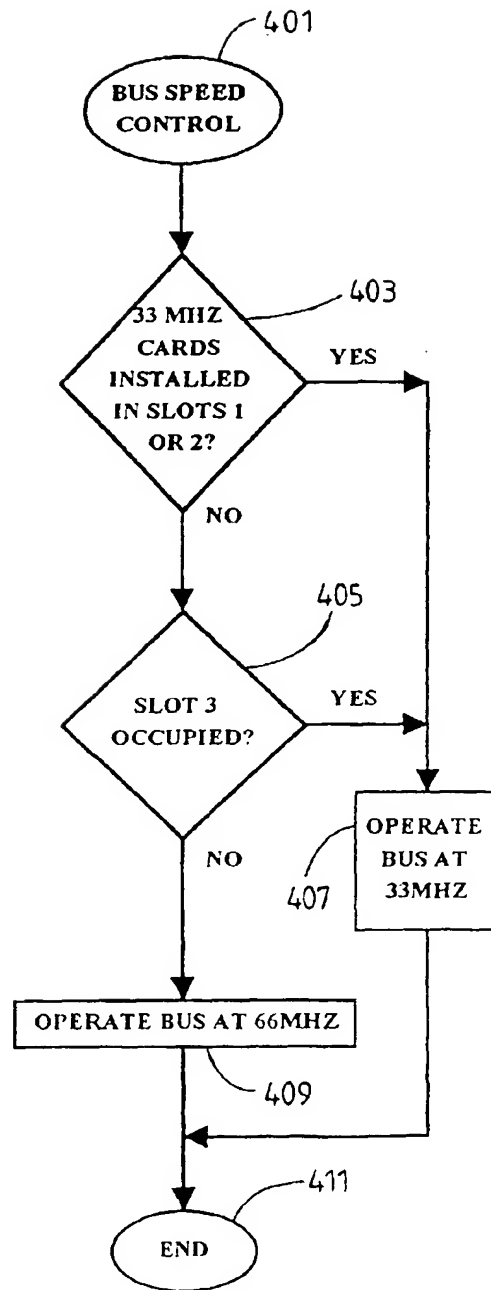 401
BUS SPEED
CONTROL
403
33 MHZ
CARDS
INSTALLED
IN SLOTS 1
OR 2?
YES
NO
405
SLOT 3
OCCUPIED?
YES
NO
OPERATE
BUS AT
33MHZ
407
OPERATE BUS AT 66MHZ
409
411
END